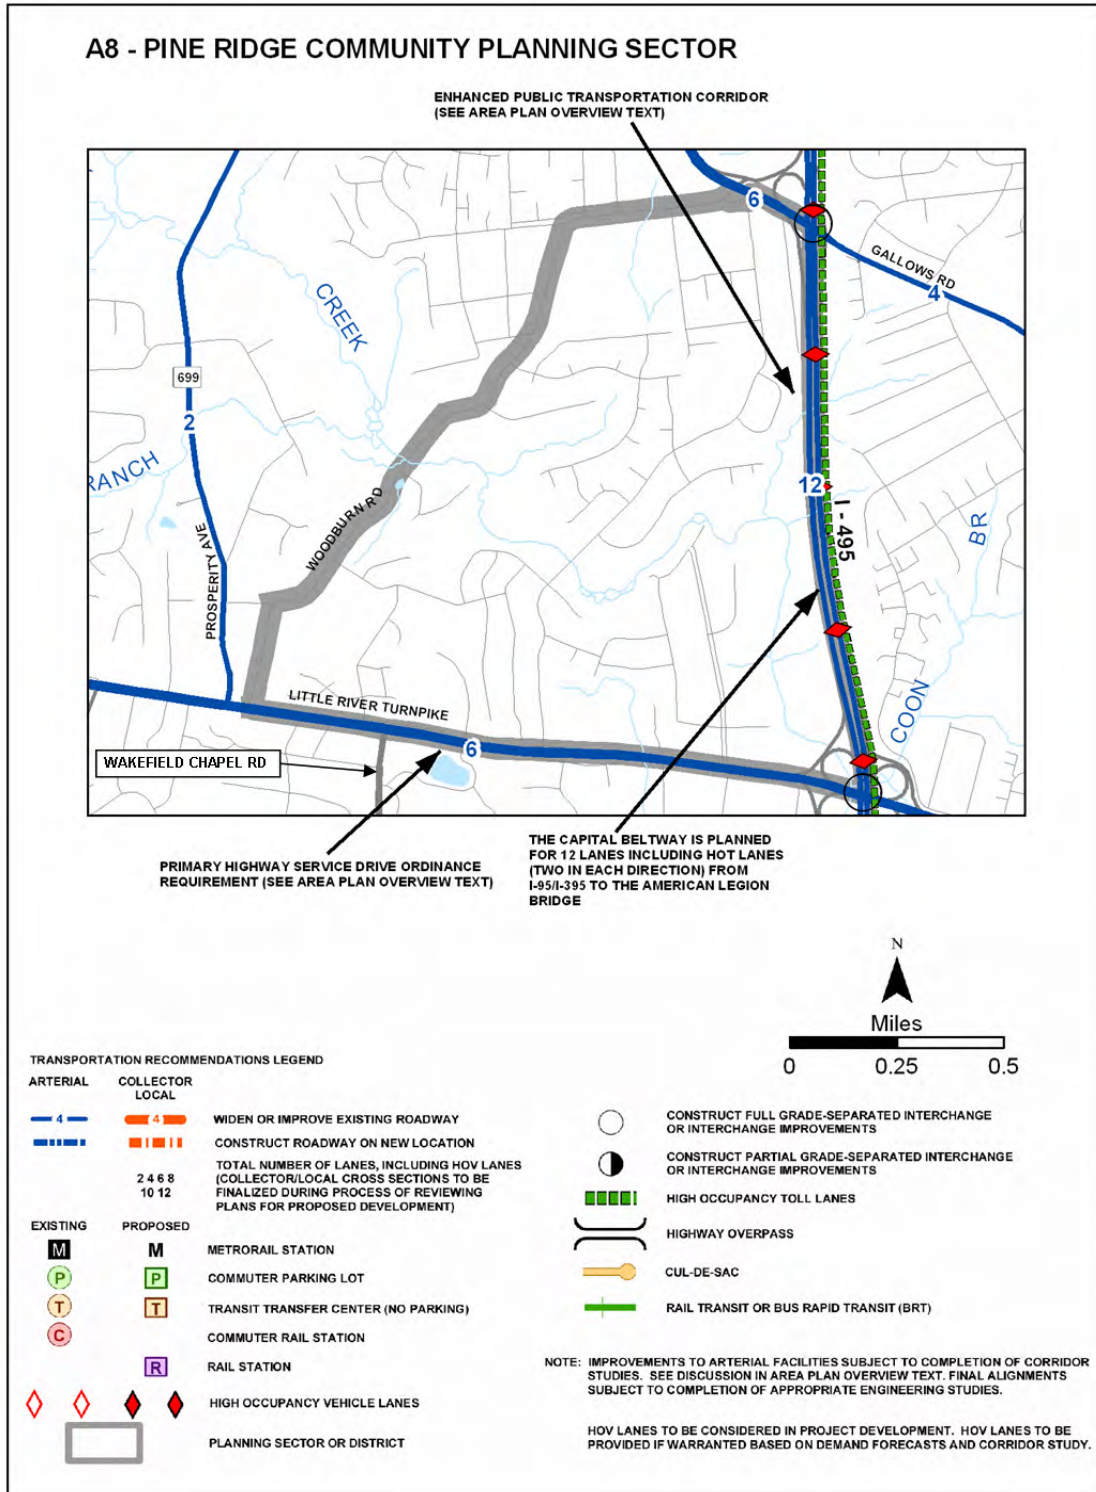 A8 - PINE RIDGE COMMUNITY PLANNING SECTOR
ENHANCED PUBLIC TRANSPORTATION CORRIDOR
(SEE AREA PLAN OVERVIEW TEXT)
6
GALLOWS RD
4
CREEK
699
2
RANCH
PROSPERITY AVE
WOODBURN RD
12
I - 495
BR
COON
LITTLE RIVER TURNPIKE
6
WAKEFIELD CHAPEL RD
PRIMARY HIGHWAY SERVICE DRIVE ORDINANCE
REQUIREMENT (SEE AREA PLAN OVERVIEW TEXT)
THE CAPITAL BELTWAY IS PLANNED
FOR 12 LANES INCLUDING HOT LANES
(TWO IN EACH DIRECTION) FROM
I-95/I-395 TO THE AMERICAN LEGION
BRIDGE
N
Miles
0 0.25 0.5
TRANSPORTATION RECOMMENDATIONS LEGEND
ARTERIAL
COLLECTOR
LOCAL
4 4 WIDEN OR IMPROVE EXISTING ROADWAY
CONSTRUCT ROADWAY ON NEW LOCATION
2 4 6 8
10 12
TOTAL NUMBER OF LANES, INCLUDING HOV LANES
(COLLECTOR/LOCAL CROSS SECTIONS TO BE
FINALIZED DURING PROCESS OF REVIEWING
PLANS FOR PROPOSED DEVELOPMENT)
EXISTING PROPOSED
M M METRORAIL STATION
P P COMMUTER PARKING LOT
T T TRANSIT TRANSFER CENTER (NO PARKING)
C COMMUTER RAIL STATION
R RAIL STATION
HIGH OCCUPANCY VEHICLE LANES
PLANNING SECTOR OR DISTRICT
CONSTRUCT FULL GRADE-SEPARATED INTERCHANGE
OR INTERCHANGE IMPROVEMENTS
CONSTRUCT PARTIAL GRADE-SEPARATED INTERCHANGE
OR INTERCHANGE IMPROVEMENTS
HIGH OCCUPANCY TOLL LANES
HIGHWAY OVERPASS
CUL-DE-SAC
RAIL TRANSIT OR BUS RAPID TRANSIT (BRT)
NOTE: IMPROVEMENTS TO ARTERIAL FACILITIES SUBJECT TO COMPLETION OF CORRIDOR
STUDIES. SEE DISCUSSION IN AREA PLAN OVERVIEW TEXT. FINAL ALIGNMENTS
SUBJECT TO COMPLETION OF APPROPRIATE ENGINEERING STUDIES.
HOV LANES TO BE CONSIDERED IN PROJECT DEVELOPMENT. HOV LANES TO BE
PROVIDED IF WARRANTED BASED ON DEMAND FORECASTS AND CORRIDOR STUDY.